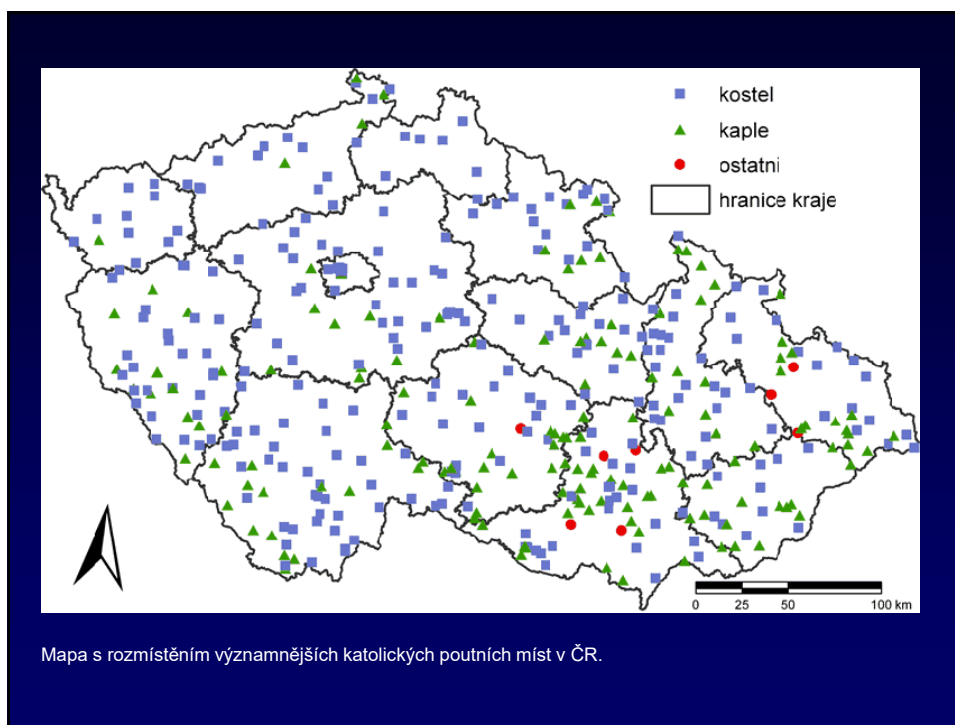 kostel
kaple
ostatni
hranice kraje
0 25 50 100 km
Mapa s rozmístěním významnějších katolických poutních míst v ČR.